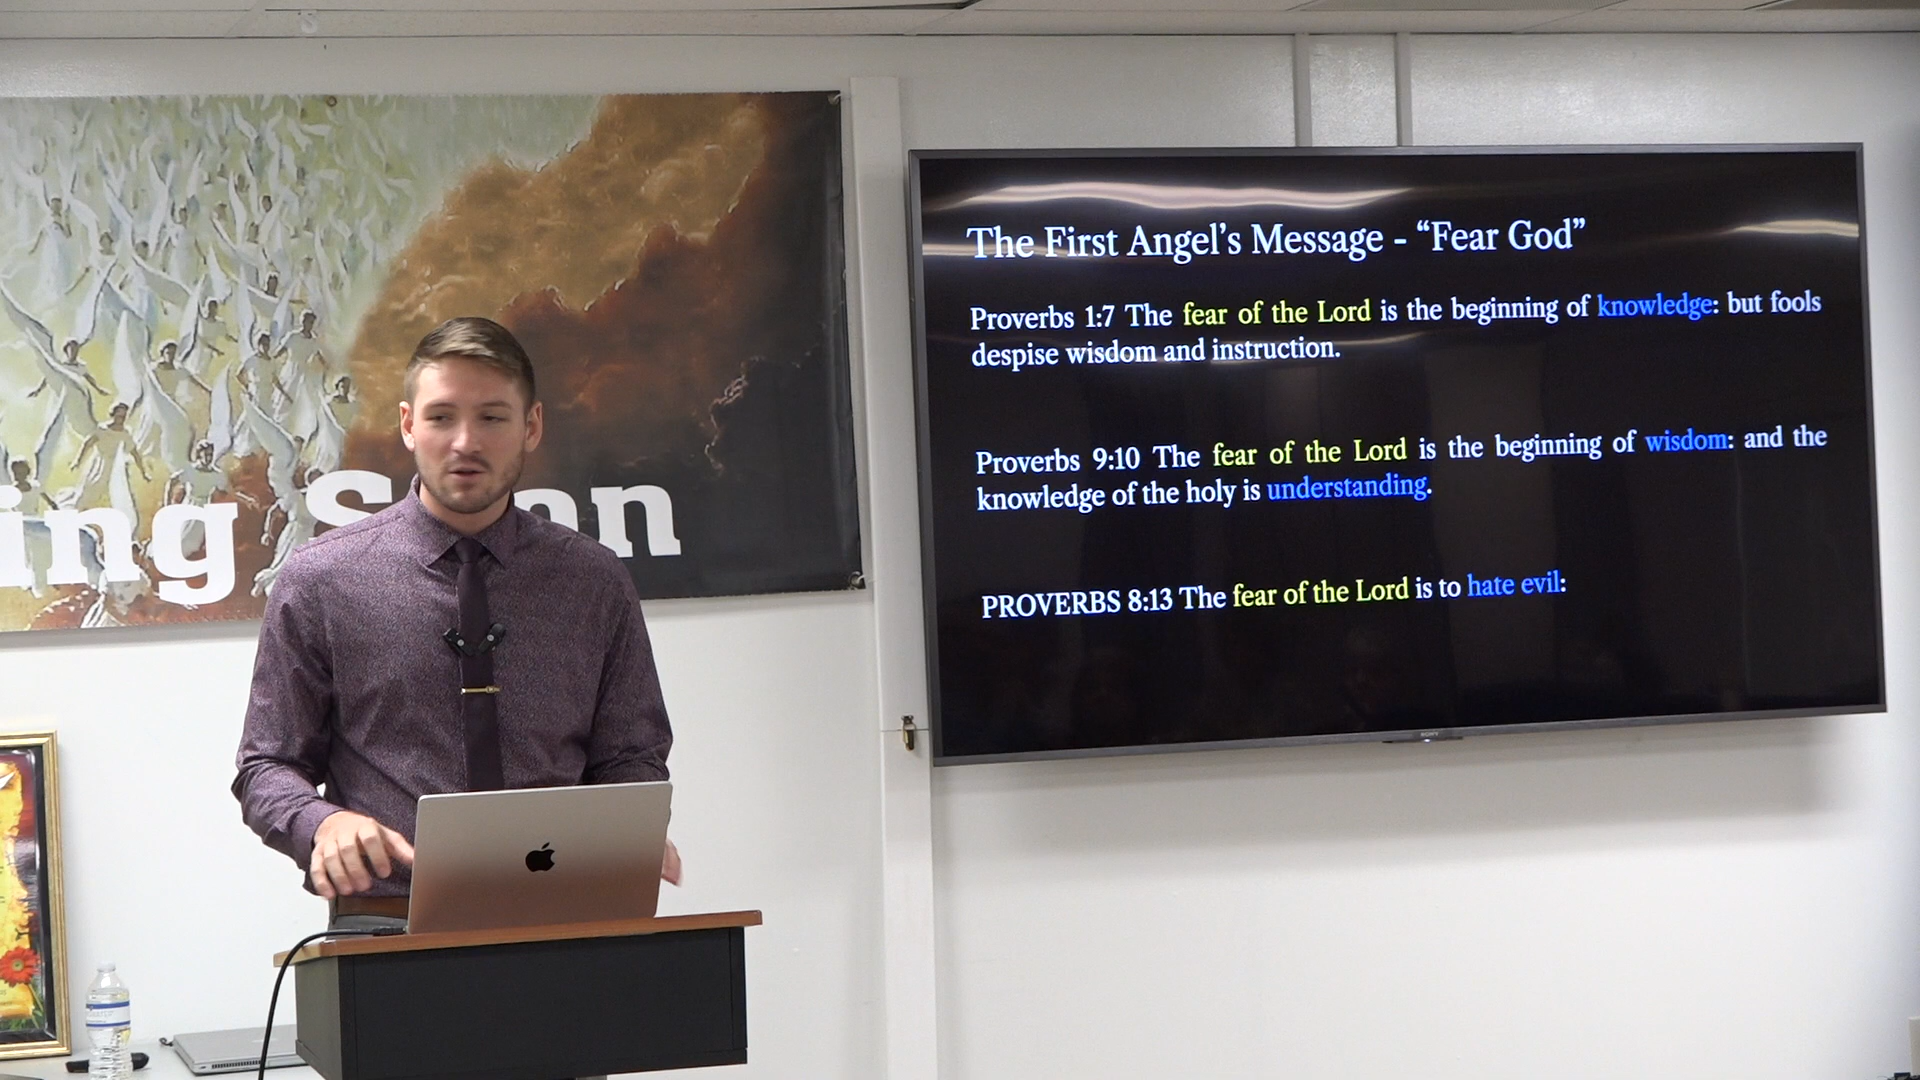 ing S an
The First Angel's Message - “Fear God”
Proverbs 1:7 The fear of the Lord is the beginning of knowledge: but fools
despise wisdom and instruction.
Proverbs 9:10 The fear of the Lord is the beginning of wisdom: and the
knowledge of the holy is understanding.
PROVERBS 8:13 The fear of the Lord is to hate evil:
SONY